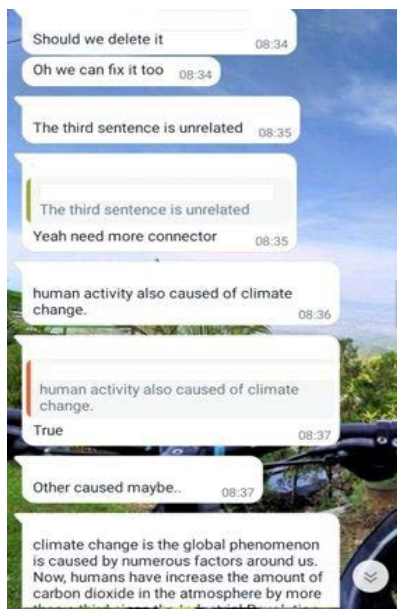 Should we delete it
08:34
Oh we can fix it too 08:34
The third sentence is unrelated 08:35
The third sentence is unrelated
Yeah need more connector
08:35
human activity also caused of climate
change.
08:36
human activity also caused of climate
change.
True
08:37
Other caused maybe.. 08:37
climate change is the global phenomenon
is caused by numerous factors around us.
Now, humans have increase the amount of
carbon dioxide in the atmosphere by more